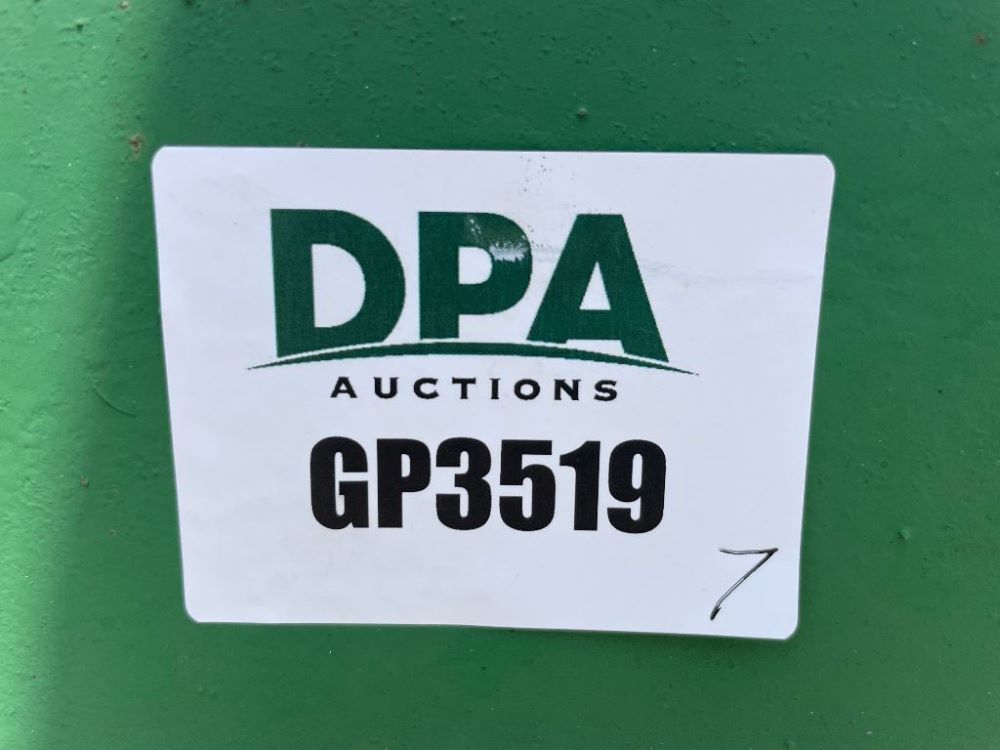 DPA
AUCTIONS
GP3519
7